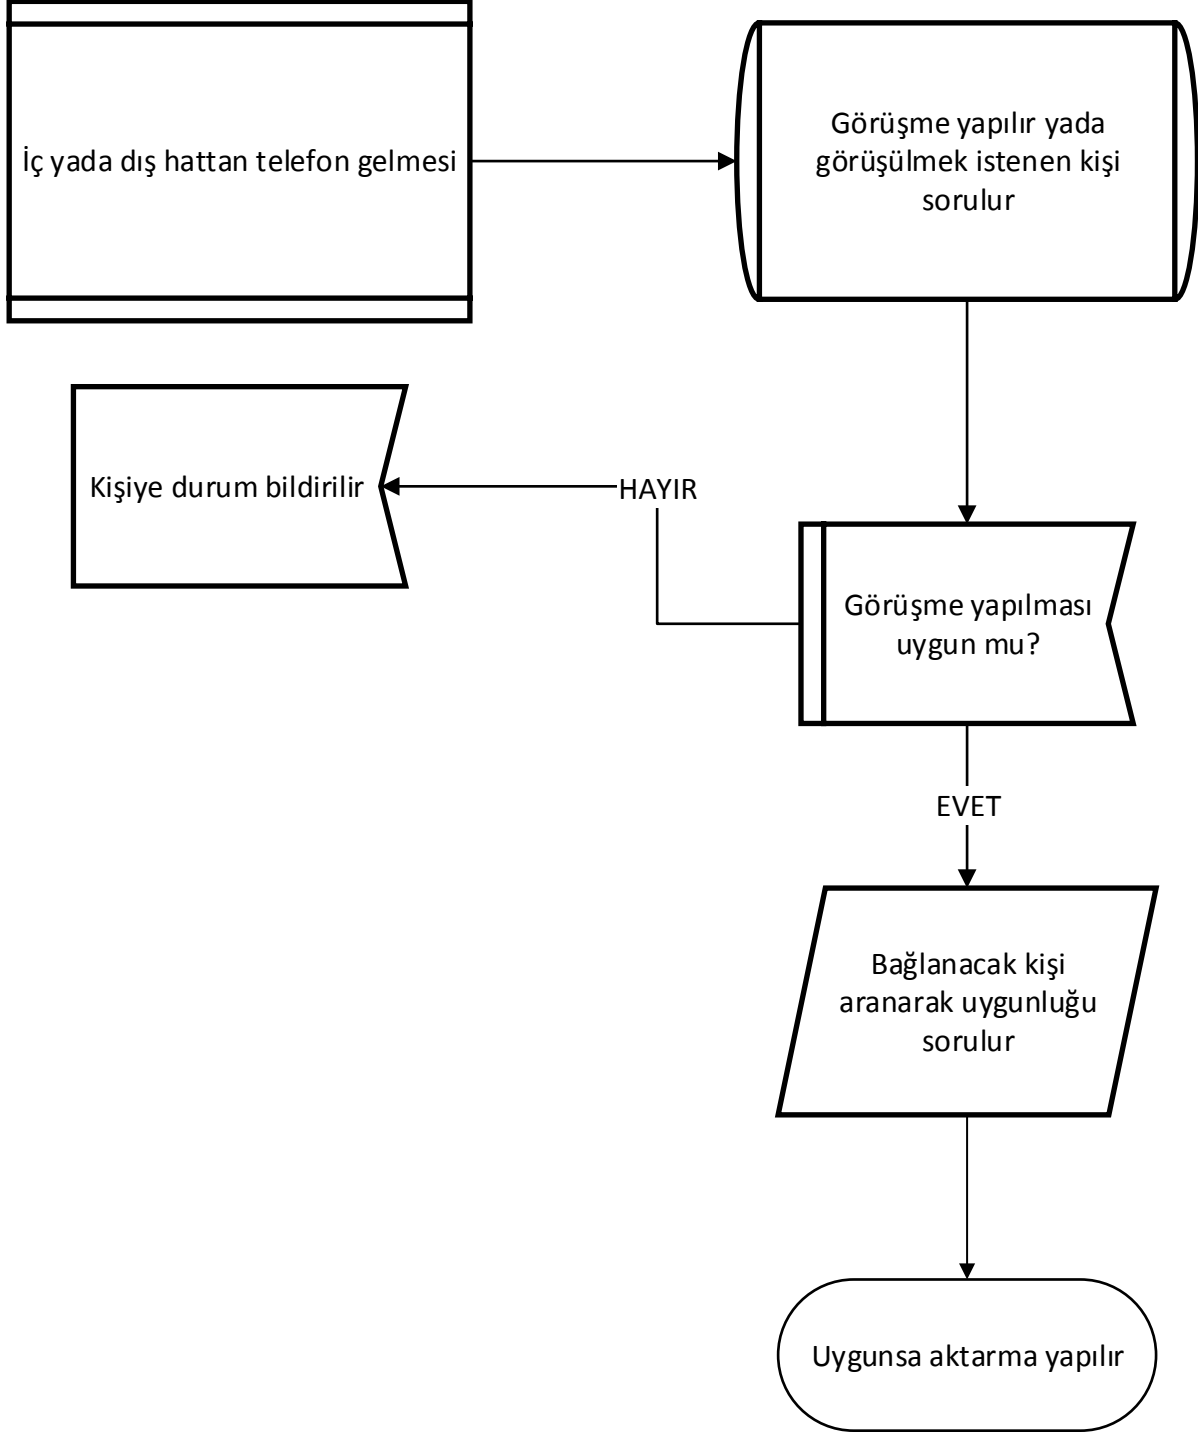 İç yada dış hattan telefon gelmesi
Görüşme yapılır yada
görüşülmek istenen kişi
sorulur
Kişiye durum bildirilir
HAYIR
Görüşme yapılması
uygun mu?
EVET
Bağlanacak kişi
aranarak uygunluğu
sorulur
Uygunsa aktarma yapılır